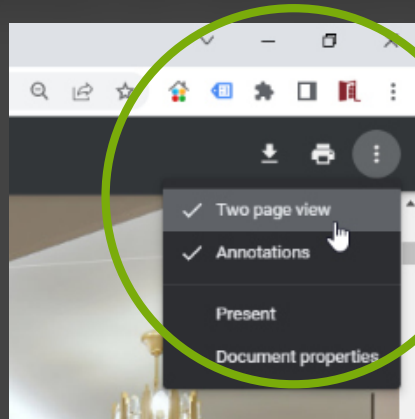 Two page view
Annotations
Present
Document properties